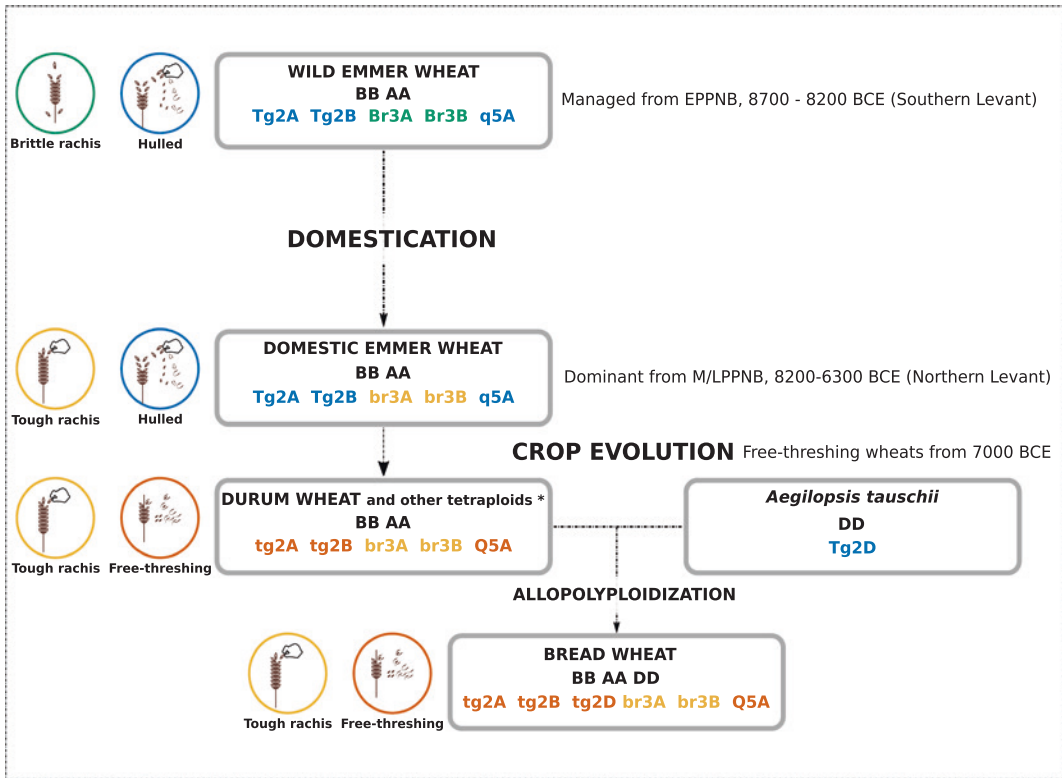 WILD EMMER WHEAT
BB AA
Tg2A Tg2B Br3A Br3B q5A
Brittle rachis
Hulled
Managed from EPPNB, 8700 - 8200 BCE (Southern Levant)
DOMESTICATION
DOMESTIC EMMER WHEAT
BB AA
Tg2A Tg2B br3A br3B q5A
Tough rachis
Hulled
Dominant from M/LPPNB, 8200-6300 BCE (Northern Levant)
CROP EVOLUTION Free-threshing wheats from 7000 BCE
DURUM WHEAT and other tetraploids *
BB AA
tg2A tg2B br3A br3B Q5A
Tough rachis
Free-threshing
Aegilopsis tauschii
DD
Tg2D
ALLOPOLYPLOIDIZATION
BREAD WHEAT
BB AA DD
tg2A tg2B tg2D br3A br3B Q5A
Tough rachis
Free-threshing